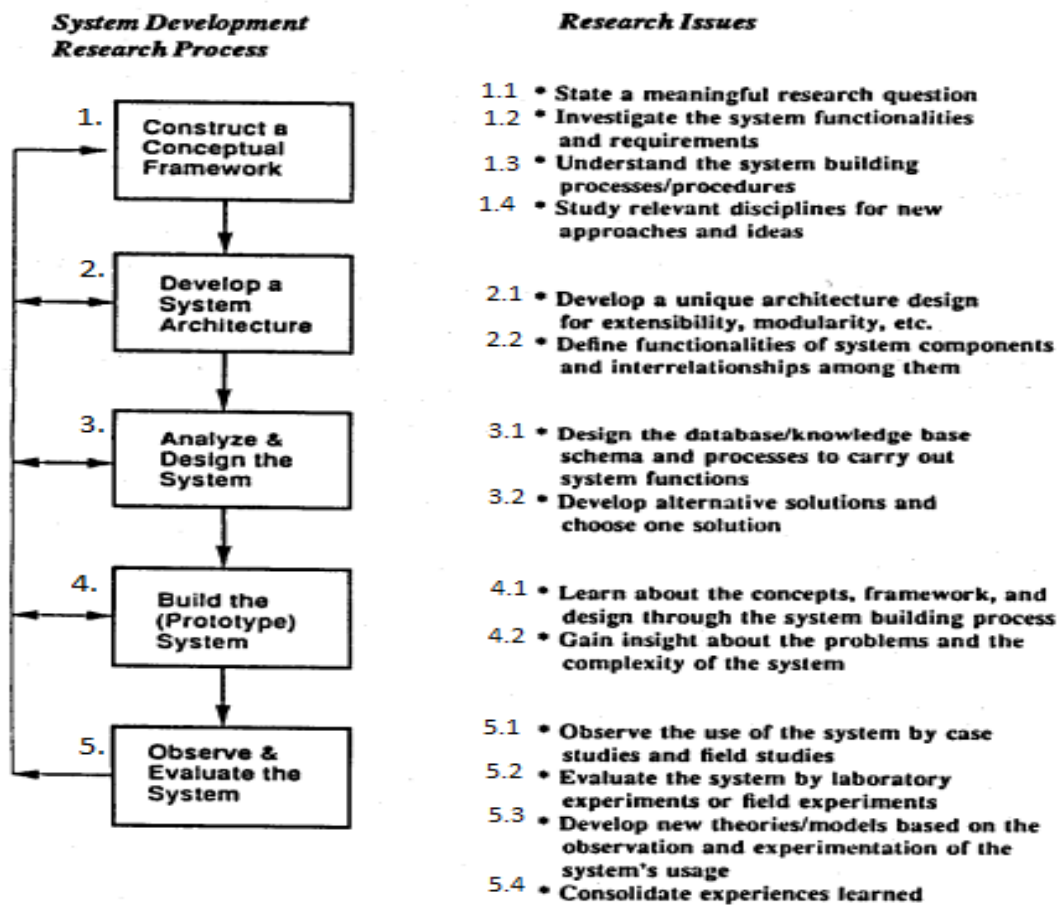 System Development
Research Process
Research Issues
1.
Construct a
Conceptual
Framework
1.1 • State a meaningful research question
1.2 • Investigate the system functionalities
and requirements
1.3 • Understand the system building
processes/procedures
1.4 • Study relevant disciplines for new
approaches and ideas
2.
Develop a
System
Architecture
2.1 • Develop a unique architecture design
for extensibility, modularity, etc.
2.2 • Define functionalities of system components
and interrelationships among them
3.
Analyze &
Design the
System
3.1 • Design the database/knowledge base
schema and processes to carry out
system functions
3.2 • Develop alternative solutions and
choose one solution
4.
Build the
(Prototype)
System
4.1 • Learn about the concepts, framework, and
design through the system building process
4.2 • Gain insight about the problems and the
complexity of the system
5.
Observe &
Evaluate the
System
5.1 • Observe the use of the system by case
studies and field studies
5.2 • Evaluate the system by laboratory
experiments or field experiments
5.3 • Develop new theories/models based on the
observation and experimentation of the
system's usage
5.4 • Consolidate experiences learned